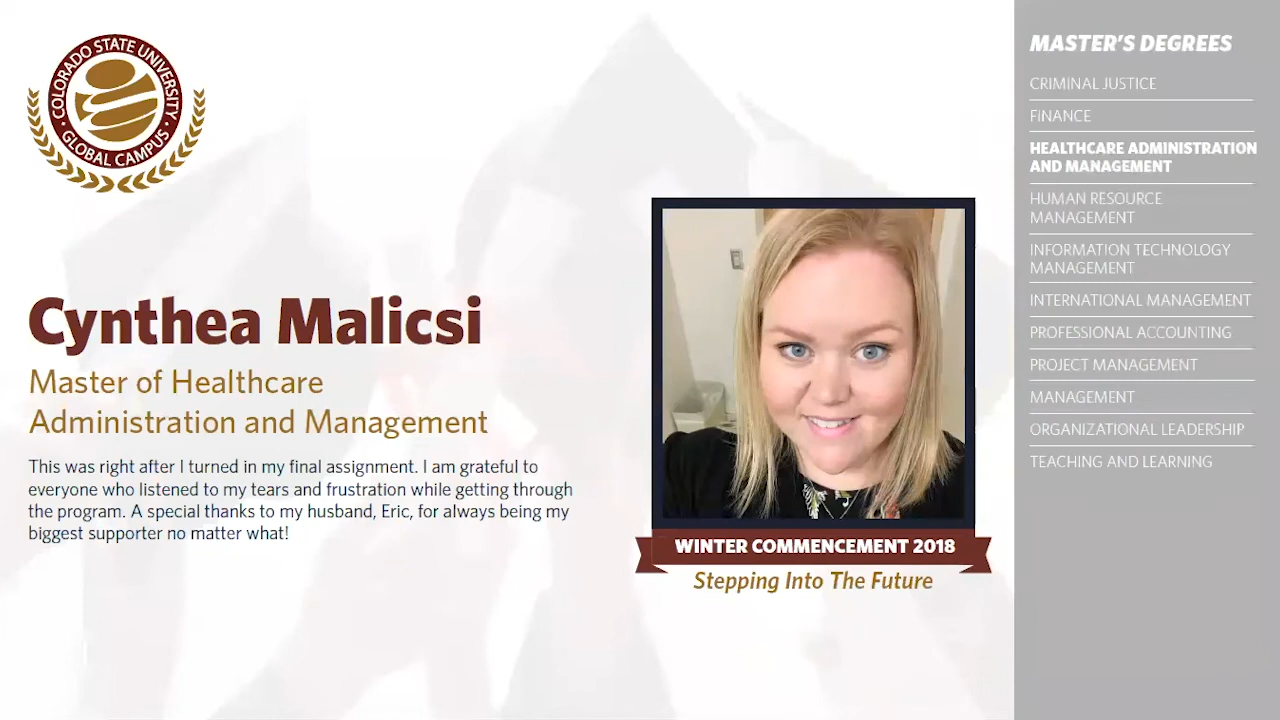 COLORADO STATE UNIVERSITY
· GLOBAL CAMPUS ·
Cynthea Malicsi
Master of Healthcare
Administration and Management
This was right after I turned in my final assignment. I am grateful to
everyone who listened to my tears and frustration while getting through
the program. A special thanks to my husband, Eric, for always being my
biggest supporter no matter what!
WINTER COMMENCEMENT 2018
Stepping Into The Future
MASTER'S DEGREES
CRIMINAL JUSTICE
FINANCE
HEALTHCARE ADMINISTRATION
AND MANAGEMENT
HUMAN RESOURCE
MANAGEMENT
INFORMATION TECHNOLOGY
MANAGEMENT
INTERNATIONAL MANAGEMENT
PROFESSIONAL ACCOUNTING
PROJECT MANAGEMENT
MANAGEMENT
ORGANIZATIONAL LEADERSHIP
TEACHING AND LEARNING